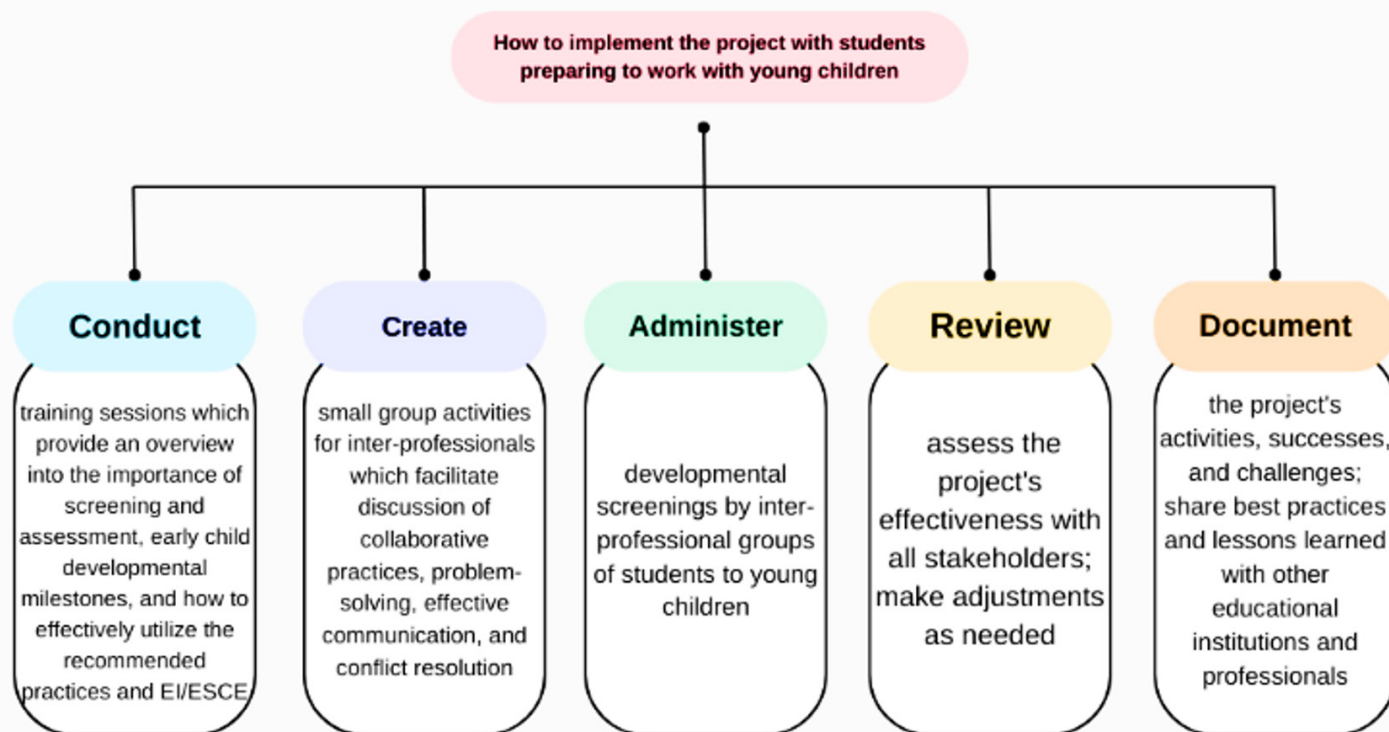 How to implement the project with students
preparing to work with young children
Conduct
training sessions which
provide an overview
into the importance of
screening and
assessment, early child
developmental
milestones, and how to
effectively utilize the
recommended
practices and EI/ESCE
Create
small group activities
for inter-professionals
which facilitate
discussion of
collaborative
practices, problem-
solving, effective
communication, and
conflict resolution
Administer
developmental
screenings by inter-
professional groups
of students to young
children
Review
assess the
project's
effectiveness with
all stakeholders;
make adjustments
as needed
Document
the project's
activities, successes,
and challenges;
share best practices
and lessons learned
with other
educational
institutions and
professionals